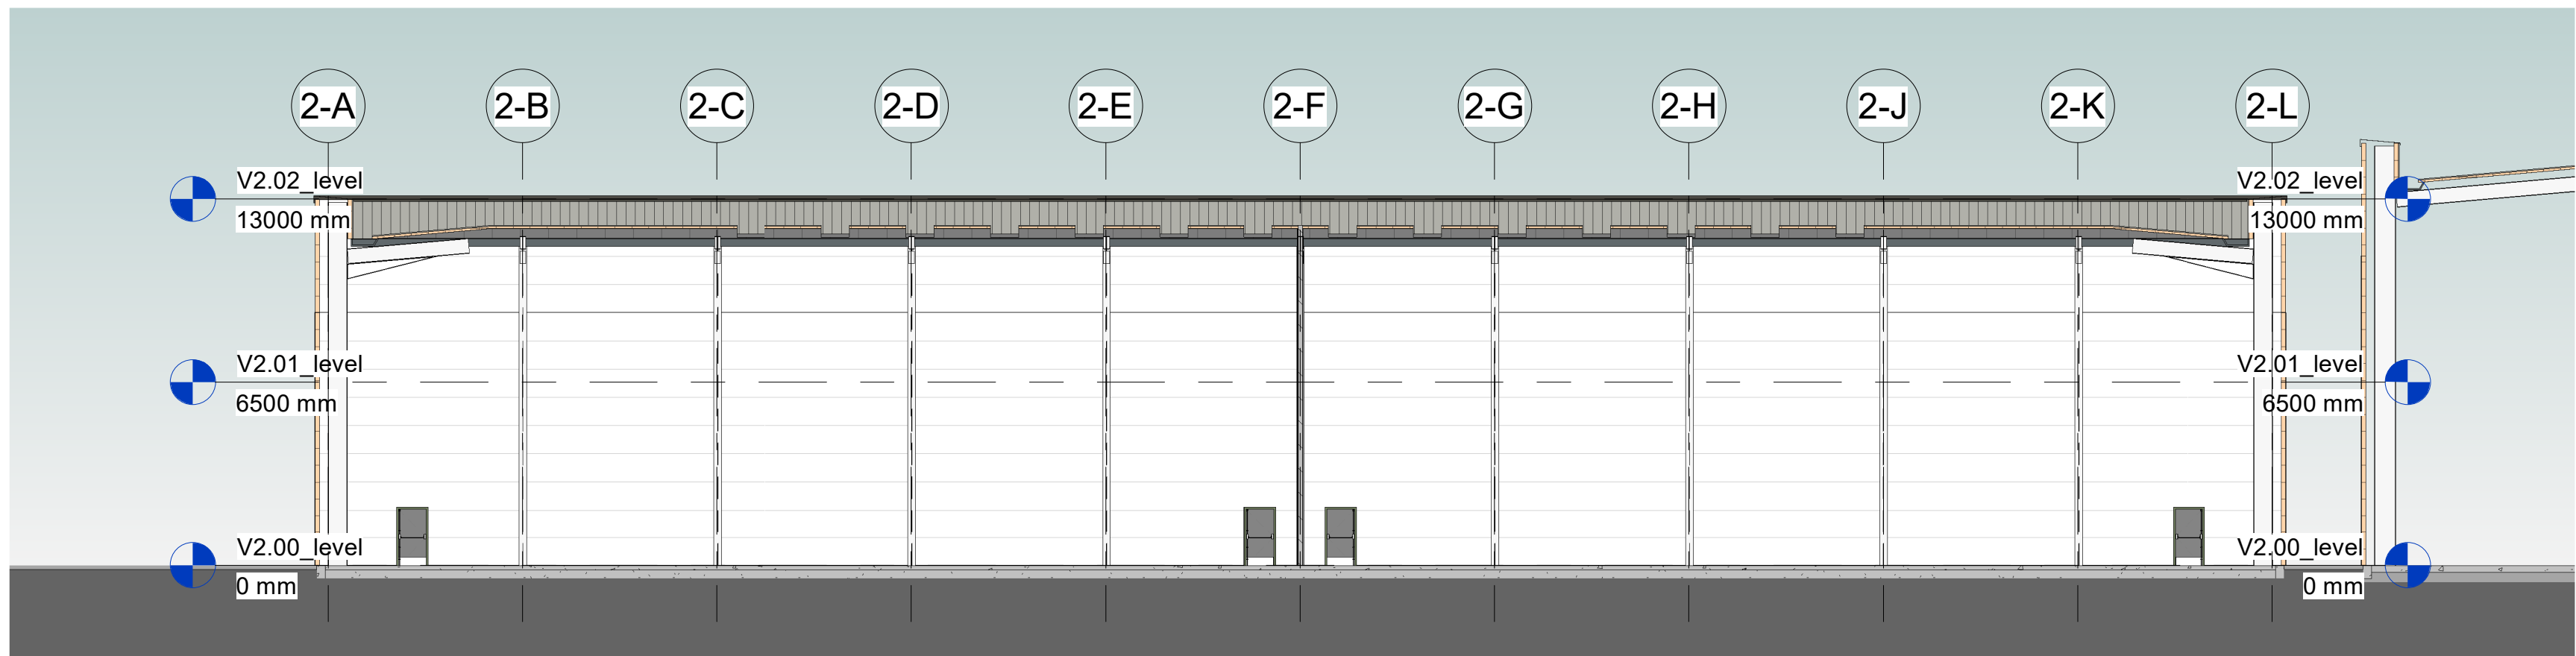 2-A 2-B 2-C 2-D 2-E 2-F 2-G 2-H 2-J 2-K 2-L
V2.02_level V2.02_level
13000 mm 13000 mm
V2.01_level V2.01_level
6500 mm 6500 mm
V2.00_level V2.00_level
0 mm 0 mm